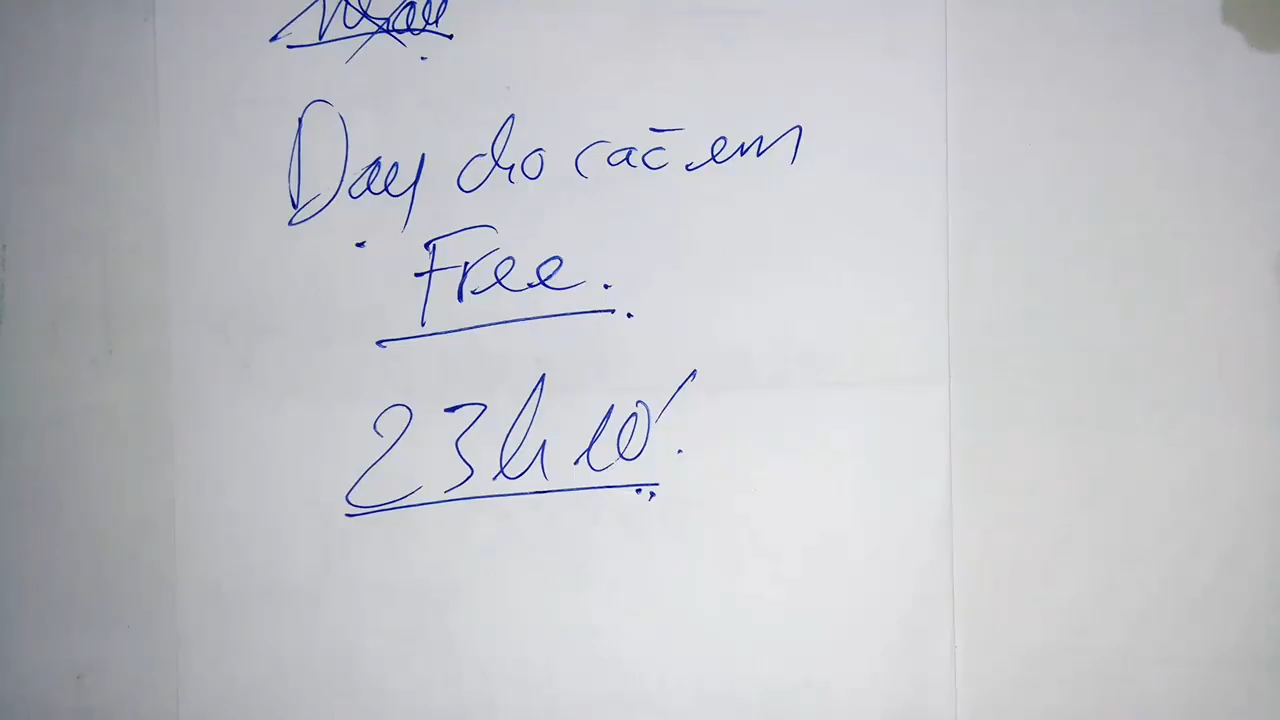 Dạy cho các em
Free.
23h10'.